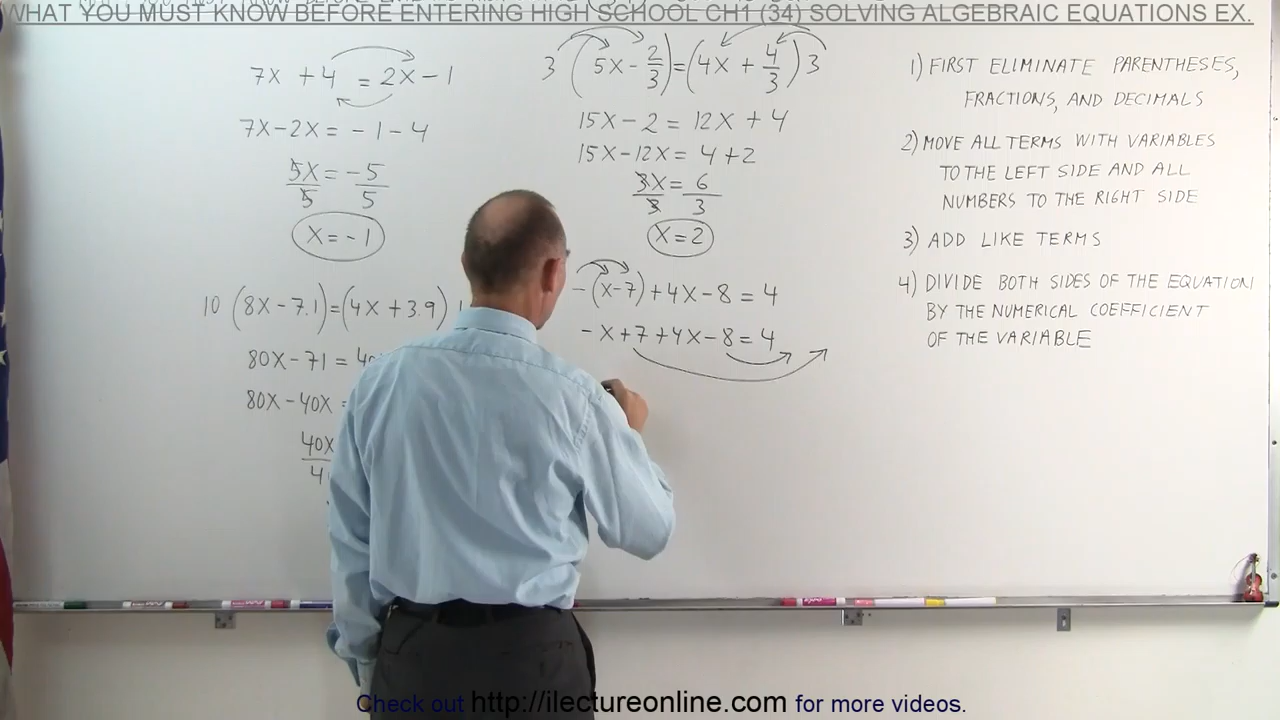 WHAT YOU MUST KNOW BEFORE ENTERING HIGH SCHOOL CH1 (34) SOLVING ALGEBRAIC EQUATIONS EX.
7X + 4 = 2X - 1
7X - 2X = - 1 - 4
5X = -5
5 5
X = - 1
3 (5X - 2/3) = (4X + 4/3) 3
15X - 2 = 12X + 4
15X - 12X = 4 + 2
3X = 6
3 3
X = 2
10 (8X - 7.1) = (4X + 3.9)
80X - 71 =
80X - 40X =
40X
- (X - 7) + 4X - 8 = 4
- X + 7 + 4X - 8 = 4
1) FIRST ELIMINATE PARENTHESES,
FRACTIONS, AND DECIMALS
2) MOVE ALL TERMS WITH VARIABLES
TO THE LEFT SIDE AND ALL
NUMBERS TO THE RIGHT SIDE
3) ADD LIKE TERMS
4) DIVIDE BOTH SIDES OF THE EQUATION
BY THE NUMERICAL COEFFICIENT
OF THE VARIABLE
Check out http://ilectureonline.com for more videos.